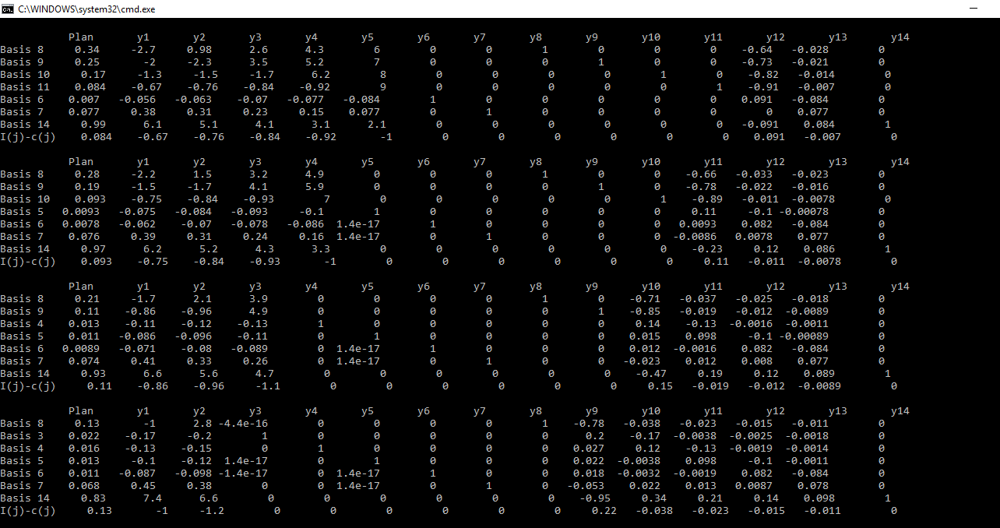 C:\WINDOWS\system32\cmd.exe
Plan y1 y2 y3 y4 y5 y6 y7 y8 y9 y10 y11 y12 y13 y14
Basis 8 0.34 -2.7 0.98 2.6 4.3 6 0 0 1 0 0 0 -0.64 -0.028 0
Basis 9 0.25 -2 -2.3 3.5 5.2 7 0 0 0 1 0 0 -0.73 -0.021 0
Basis 10 0.17 -1.3 -1.5 -1.7 6.2 8 0 0 0 0 1 0 -0.82 -0.014 0
Basis 11 0.084 -0.67 -0.76 -0.84 -0.92 9 0 0 0 0 0 1 -0.91 -0.007 0
Basis 6 0.007 -0.056 -0.063 -0.07 -0.077 -0.084 1 0 0 0 0 0 0.091 -0.084 0
Basis 7 0.077 0.38 0.31 0.23 0.15 0.077 0 1 0 0 0 0 0 0.077 0
Basis 14 0.99 6.1 5.1 4.1 3.1 2.1 0 0 0 0 0 0 -0.091 0.084 1
I(j)-c(j) 0.084 -0.67 -0.76 -0.84 -0.92 -1 0 0 0 0 0 0 0.091 -0.007 0
Plan y1 y2 y3 y4 y5 y6 y7 y8 y9 y10 y11 y12 y13 y14
Basis 8 0.28 -2.2 1.5 3.2 4.9 0 0 0 1 0 0 -0.66 -0.033 -0.023 0
Basis 9 0.19 -1.5 -1.7 4.1 5.9 0 0 0 0 1 0 -0.78 -0.022 -0.016 0
Basis 10 0.093 -0.75 -0.84 -0.93 7 0 0 0 0 0 1 -0.89 -0.011 -0.0078 0
Basis 5 0.0093 -0.075 -0.084 -0.093 -0.1 1 0 0 0 0 0 0.11 -0.1 -0.00078 0
Basis 6 0.0078 -0.062 -0.07 -0.078 -0.086 1.4e-17 1 0 0 0 0 0.0093 0.082 -0.084 0
Basis 7 0.076 0.39 0.31 0.24 0.16 1.4e-17 0 1 0 0 0 -0.0086 0.0078 0.077 0
Basis 14 0.97 6.2 5.2 4.3 3.3 0 0 0 0 0 0 -0.23 0.12 0.086 1
I(j)-c(j) 0.093 -0.75 -0.84 -0.93 -1 0 0 0 0 0 0 0.11 -0.011 -0.0078 0
Plan y1 y2 y3 y4 y5 y6 y7 y8 y9 y10 y11 y12 y13 y14
Basis 8 0.21 -1.7 2.1 3.9 0 0 0 0 1 0 -0.71 -0.037 -0.025 -0.018 0
Basis 9 0.11 -0.86 -0.96 4.9 0 0 0 0 0 1 -0.85 -0.019 -0.012 -0.0089 0
Basis 4 0.013 -0.11 -0.12 -0.13 1 0 0 0 0 0 0.14 -0.13 -0.0016 -0.0011 0
Basis 5 0.011 -0.086 -0.096 -0.11 0 1 0 0 0 0 0.015 0.098 -0.1 -0.00089 0
Basis 6 0.0089 -0.071 -0.08 -0.089 0 1.4e-17 1 0 0 0 0.012 -0.0016 0.082 -0.084 0
Basis 7 0.074 0.41 0.33 0.26 0 1.4e-17 0 1 0 0 -0.023 0.012 0.008 0.077 0
Basis 14 0.93 6.6 5.6 4.7 0 0 0 0 0 0 -0.47 0.19 0.12 0.089 1
I(j)-c(j) 0.11 -0.86 -0.96 -1.1 0 0 0 0 0 0 0.15 -0.019 -0.012 -0.0089 0
Plan y1 y2 y3 y4 y5 y6 y7 y8 y9 y10 y11 y12 y13 y14
Basis 8 0.13 -1 2.8 -4.4e-16 0 0 0 0 1 -0.78 -0.038 -0.023 -0.015 -0.011 0
Basis 3 0.022 -0.17 -0.2 1 0 0 0 0 0 0.2 -0.17 -0.0038 -0.0025 -0.0018 0
Basis 4 0.016 -0.13 -0.15 0 1 0 0 0 0 0.027 0.12 -0.13 -0.0019 -0.0014 0
Basis 5 0.013 -0.1 -0.12 1.4e-17 0 1 0 0 0 0.022 -0.0038 0.098 -0.1 -0.0011 0
Basis 6 0.011 -0.087 -0.098 -1.4e-17 0 1.4e-17 1 0 0 0.018 -0.0032 -0.0019 0.082 -0.084 0
Basis 7 0.068 0.45 0.38 0 0 1.4e-17 0 1 0 -0.053 0.022 0.013 0.0087 0.078 0
Basis 14 0.83 7.4 6.6 0 0 0 0 0 0 -0.95 0.34 0.21 0.14 0.098 1
I(j)-c(j) 0.13 -1 -1.2 0 0 0 0 0 0 0.22 -0.038 -0.023 -0.015 -0.011 0